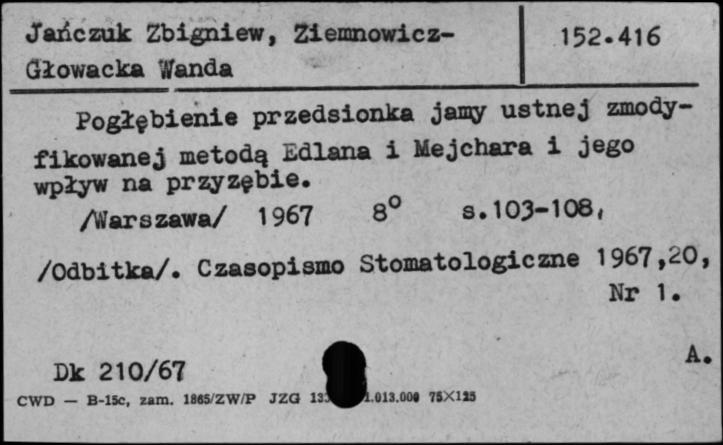 Jańczuk Zbigniew, Ziemnowicz-
Głowacka Wanda
152.416
Pogłębienie przedsionka jamy ustnej zmody-
fikowanej metodą Edlana i Mejchara i jego
wpływ na przyzębie.
/Warszawa/ 1967 8° s.103-108,
/Odbitka/. Czasopismo Stomatologiczne 1967,20,
Nr 1.
A.
Dk 210/67
CWD — B-15c, zam. 1865/ZW/P JZG 1.013.000 75X125